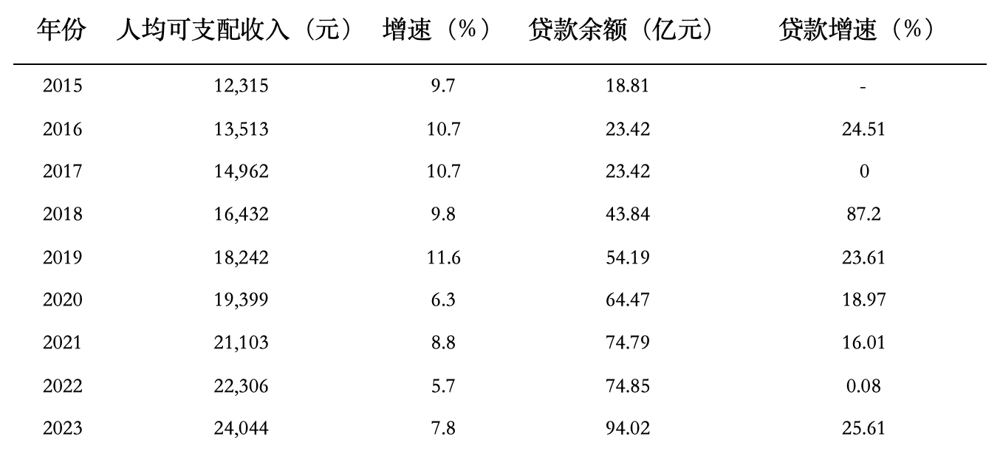 年份 人均可支配收入（元） 增速（%） 贷款余额（亿元） 贷款增速（%）
2015 12,315 9.7 18.81 -
2016 13,513 10.7 23.42 24.51
2017 14,962 10.7 23.42 0
2018 16,432 9.8 43.84 87.2
2019 18,242 11.6 54.19 23.61
2020 19,399 6.3 64.47 18.97
2021 21,103 8.8 74.79 16.01
2022 22,306 5.7 74.85 0.08
2023 24,044 7.8 94.02 25.61